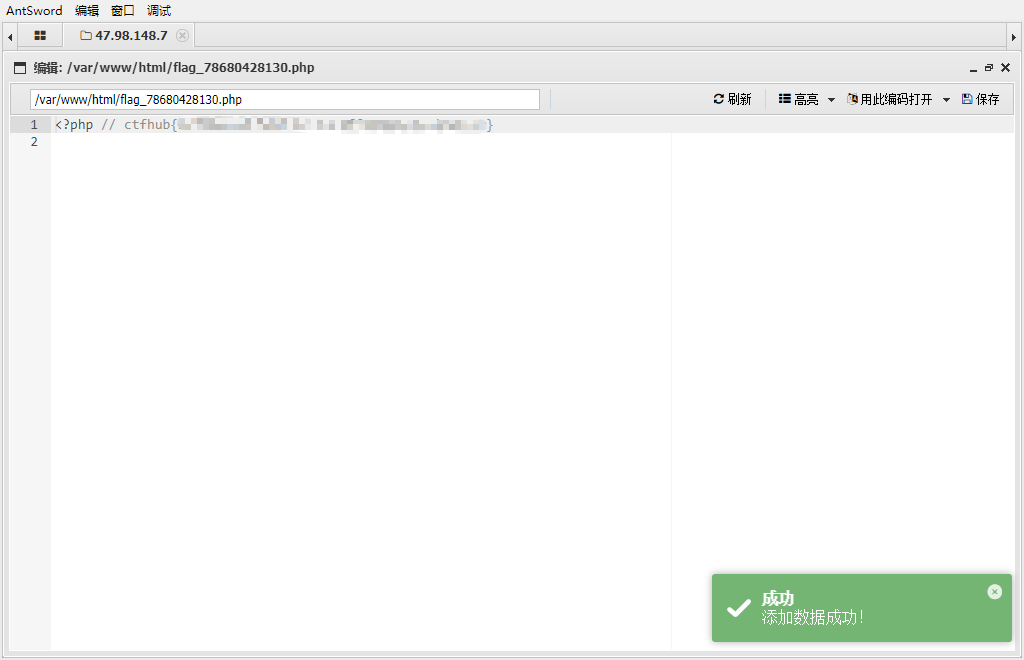 AntSword 编辑 窗口 调试
47.98.148.7
编辑: /var/www/html/flag_78680428130.php
/var/www/html/flag_78680428130.php 刷新 高亮 用此编码打开 保存
1 <?php // ctfhub{ }
2
成功
添加数据成功!